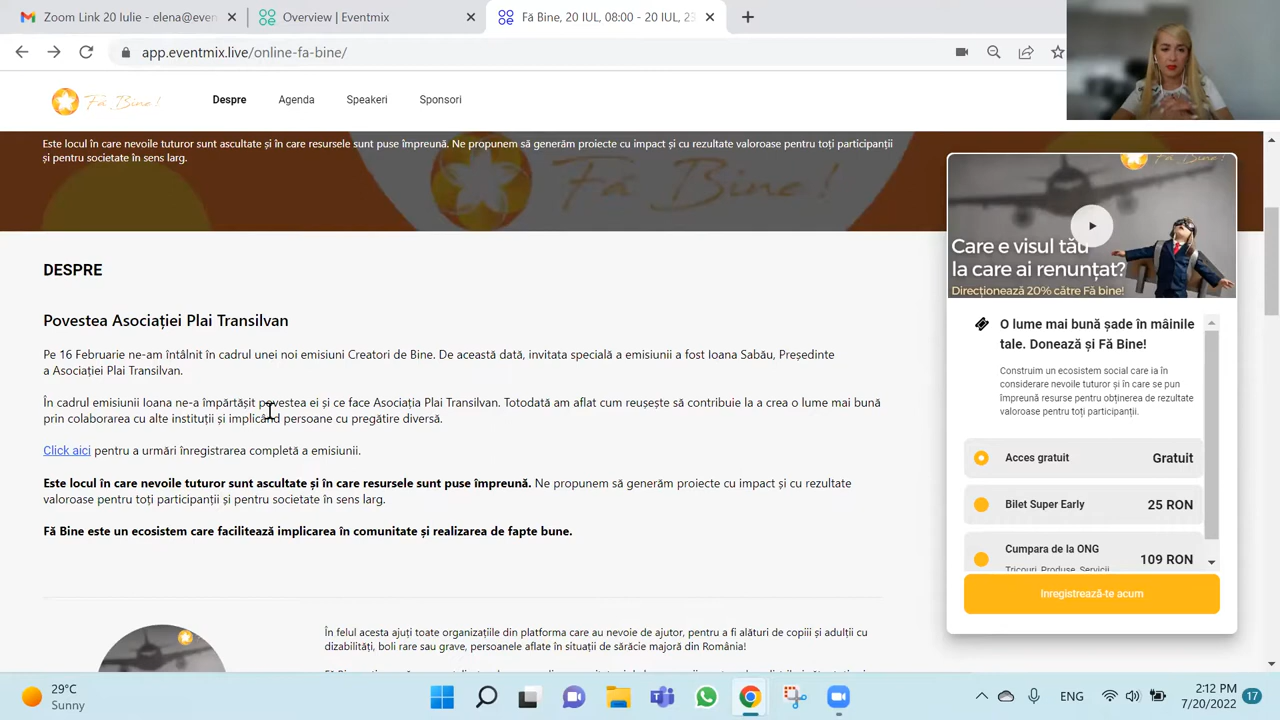 Zoom Link 20 Iulie - elena@even
Overview | Eventmix
Fă Bine, 20 IUL, 08:00 - 20 IUL, 23
app.eventmix.live/online-fa-bine/
Fă Bine!
Despre
Agenda
Speakeri
Sponsori
Este locul în care nevoile tuturor sunt ascultate și în care resursele sunt puse împreună. Ne propunem să generăm proiecte cu impact și cu rezultate valoroase pentru toți participanții
și pentru societate în sens larg.
Fă Bine!
DESPRE
Povestea Asociației Plai Transilvan
Pe 16 Februarie ne-am întâlnit în cadrul unei noi emisiuni Creatori de Bine. De această dată, invitata specială a emisiunii a fost Ioana Sabău, Președinte
a Asociației Plai Transilvan.
În cadrul emisiunii Ioana ne-a împărtășit povestea ei și ce face Asociația Plai Transilvan. Totodată am aflat cum reușește să contribuie la a crea o lume mai bună
prin colaborarea cu alte instituții și implicând persoane cu pregătire diversă.
Click aici pentru a urmări înregistrarea completă a emisiunii.
Este locul în care nevoile tuturor sunt ascultate și în care resursele sunt puse împreună. Ne propunem să generăm proiecte cu impact și cu rezultate
valoroase pentru toți participanții și pentru societate în sens larg.
Fă Bine este un ecosistem care facilitează implicarea în comunitate și realizarea de fapte bune.
În felul acesta ajuți toate organizațiile din platforma care au nevoie de ajutor, pentru a fi alături de copiii și adulții cu
dizabilități, boli rare sau grave, persoanele aflate în situații de sărăcie majoră din România!
Care e visul tău
la care ai renunțat?
Direcționează 20% către Fă bine!
O lume mai bună șade în mâinile
tale. Donează și Fă Bine!
Construim un ecosistem social care ia în
considerare nevoile tuturor și în care se pun
împreună resurse pentru obținerea de rezultate
valoroase pentru toți participanții.
Acces gratuit
Gratuit
Bilet Super Early
25 RON
Cumpara de la ONG
109 RON
Tricouri, Produse, Servicii
Inregistrează-te acum
29°C
Sunny
ENG
2:12 PM
7/20/2022
17